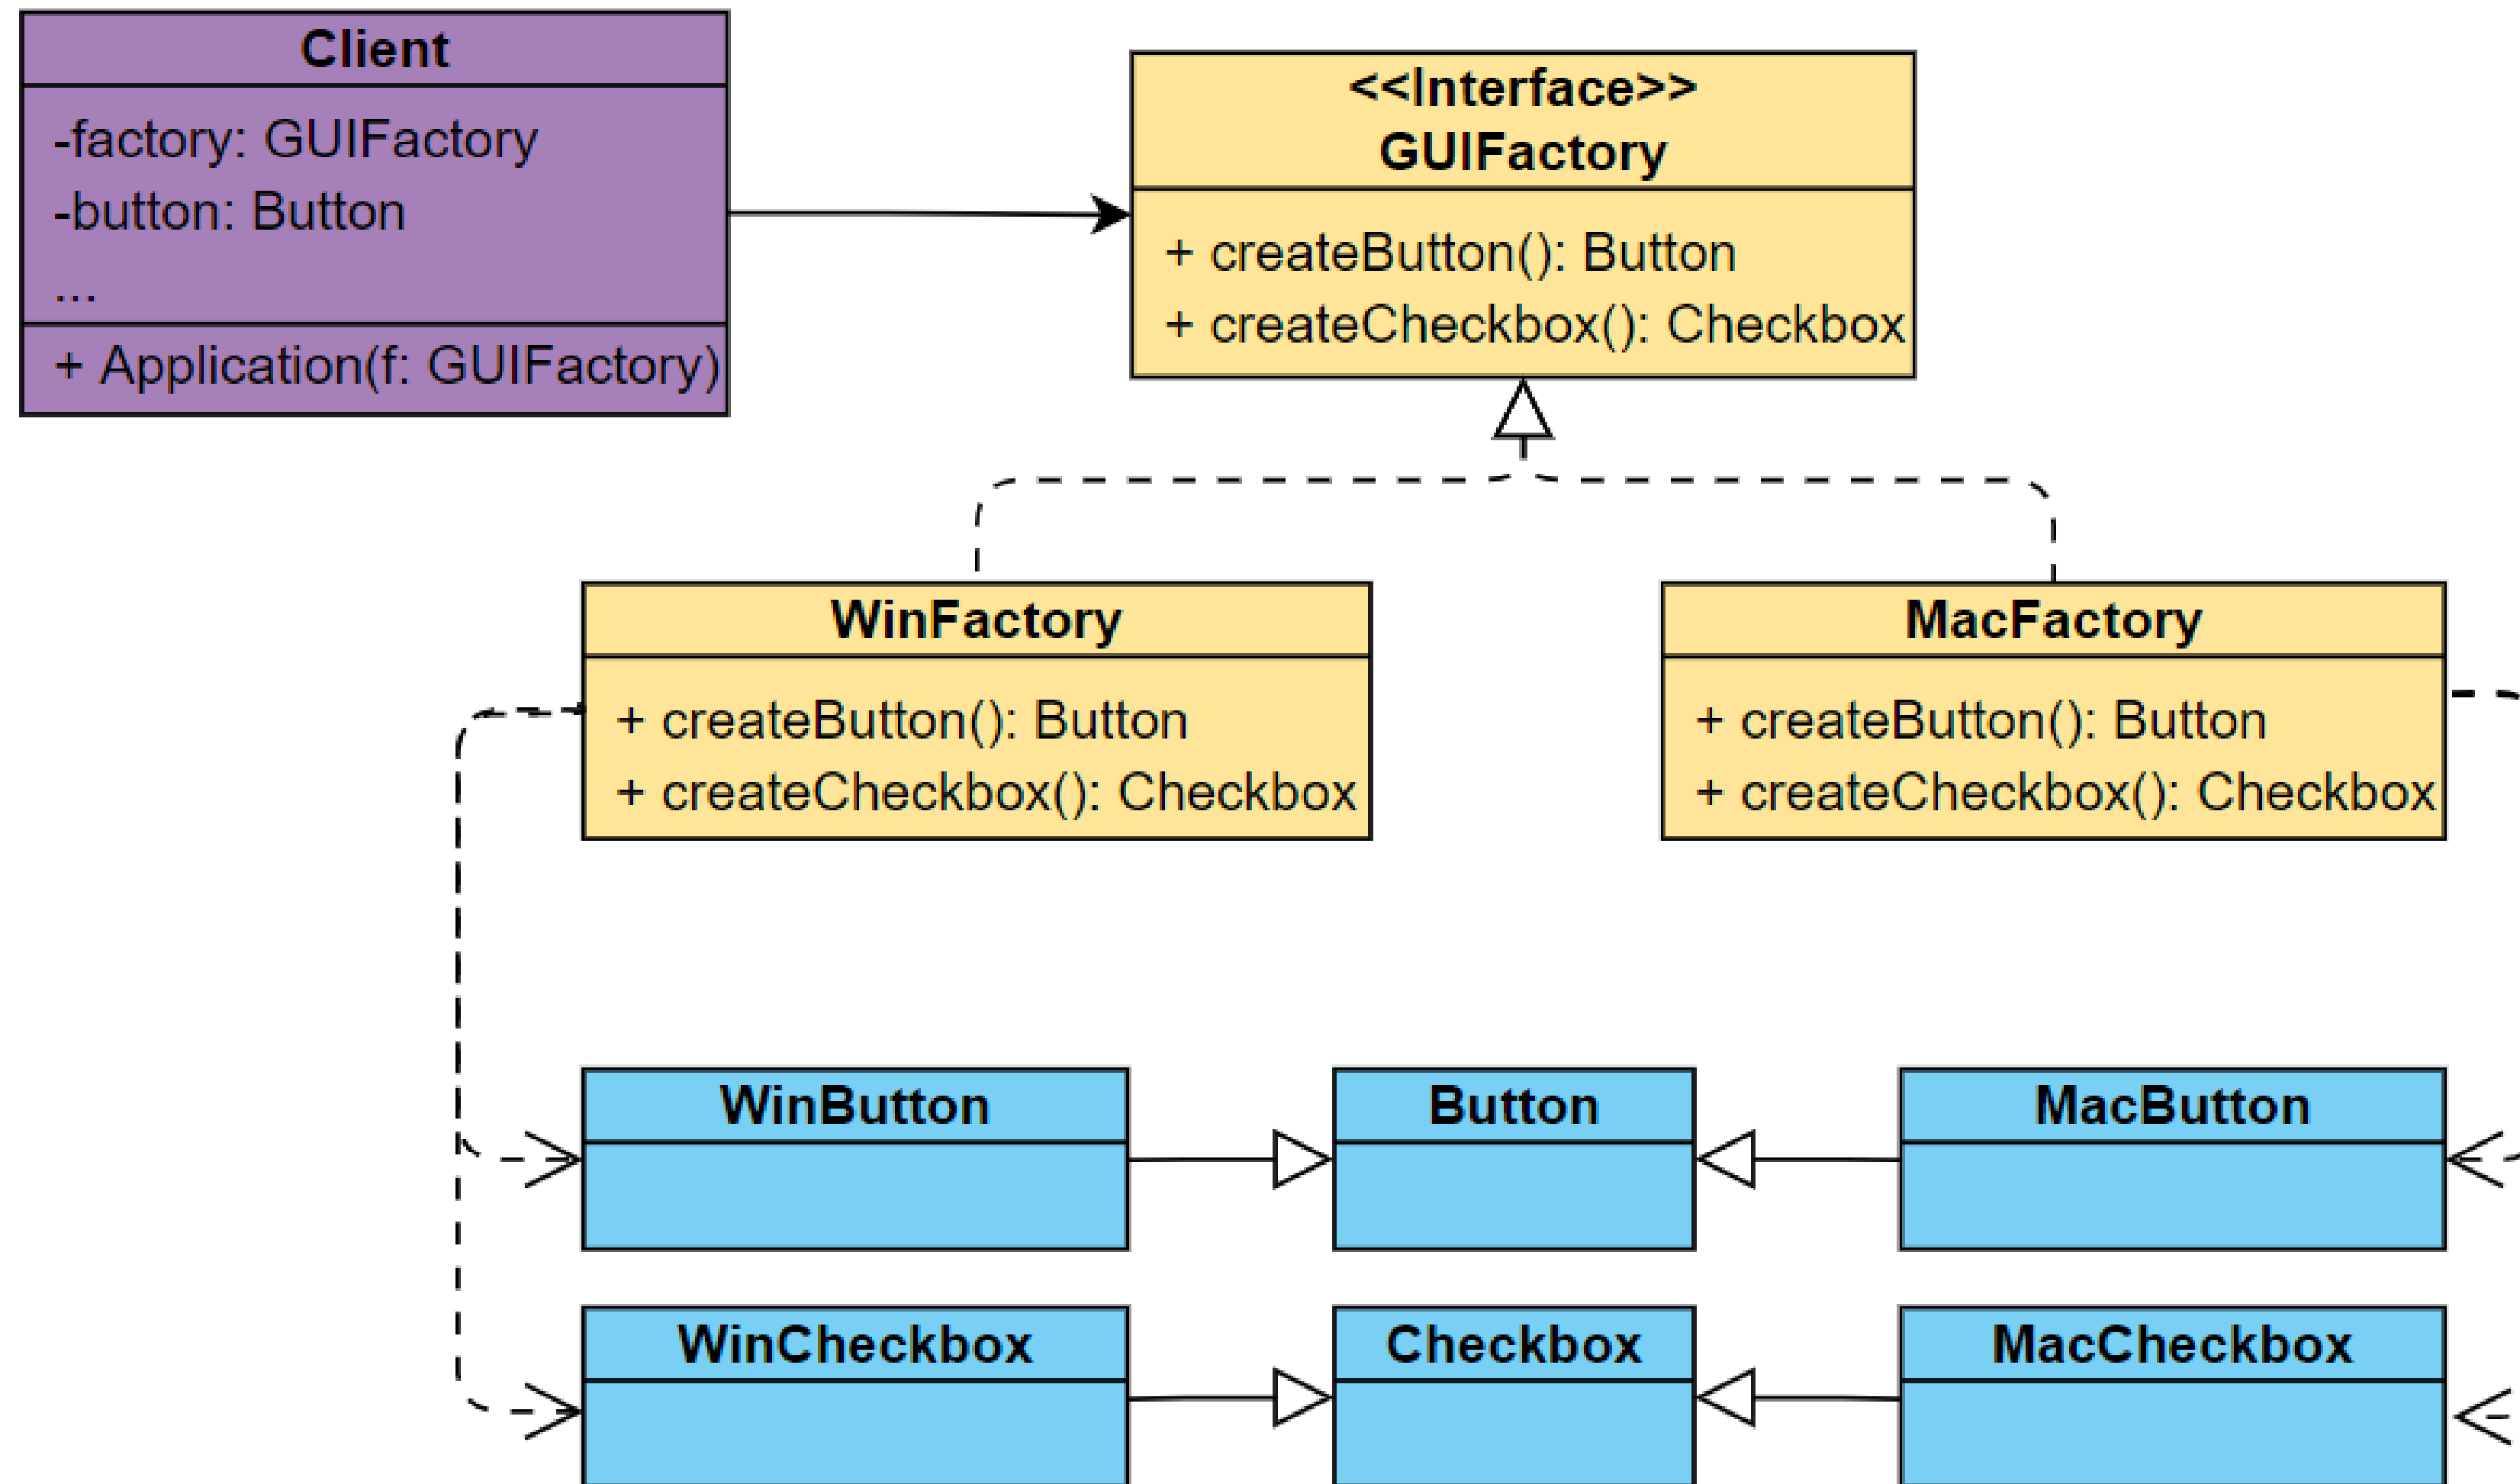 Client
-factory: GUIFactory
-button: Button
...
+ Application(f: GUIFactory)
<<Interface>>
GUIFactory
+ createButton(): Button
+ createCheckbox(): Checkbox
WinFactory
+ createButton(): Button
+ createCheckbox(): Checkbox
MacFactory
+ createButton(): Button
+ createCheckbox(): Checkbox
WinButton
Button
MacButton
WinCheckbox
Checkbox
MacCheckbox